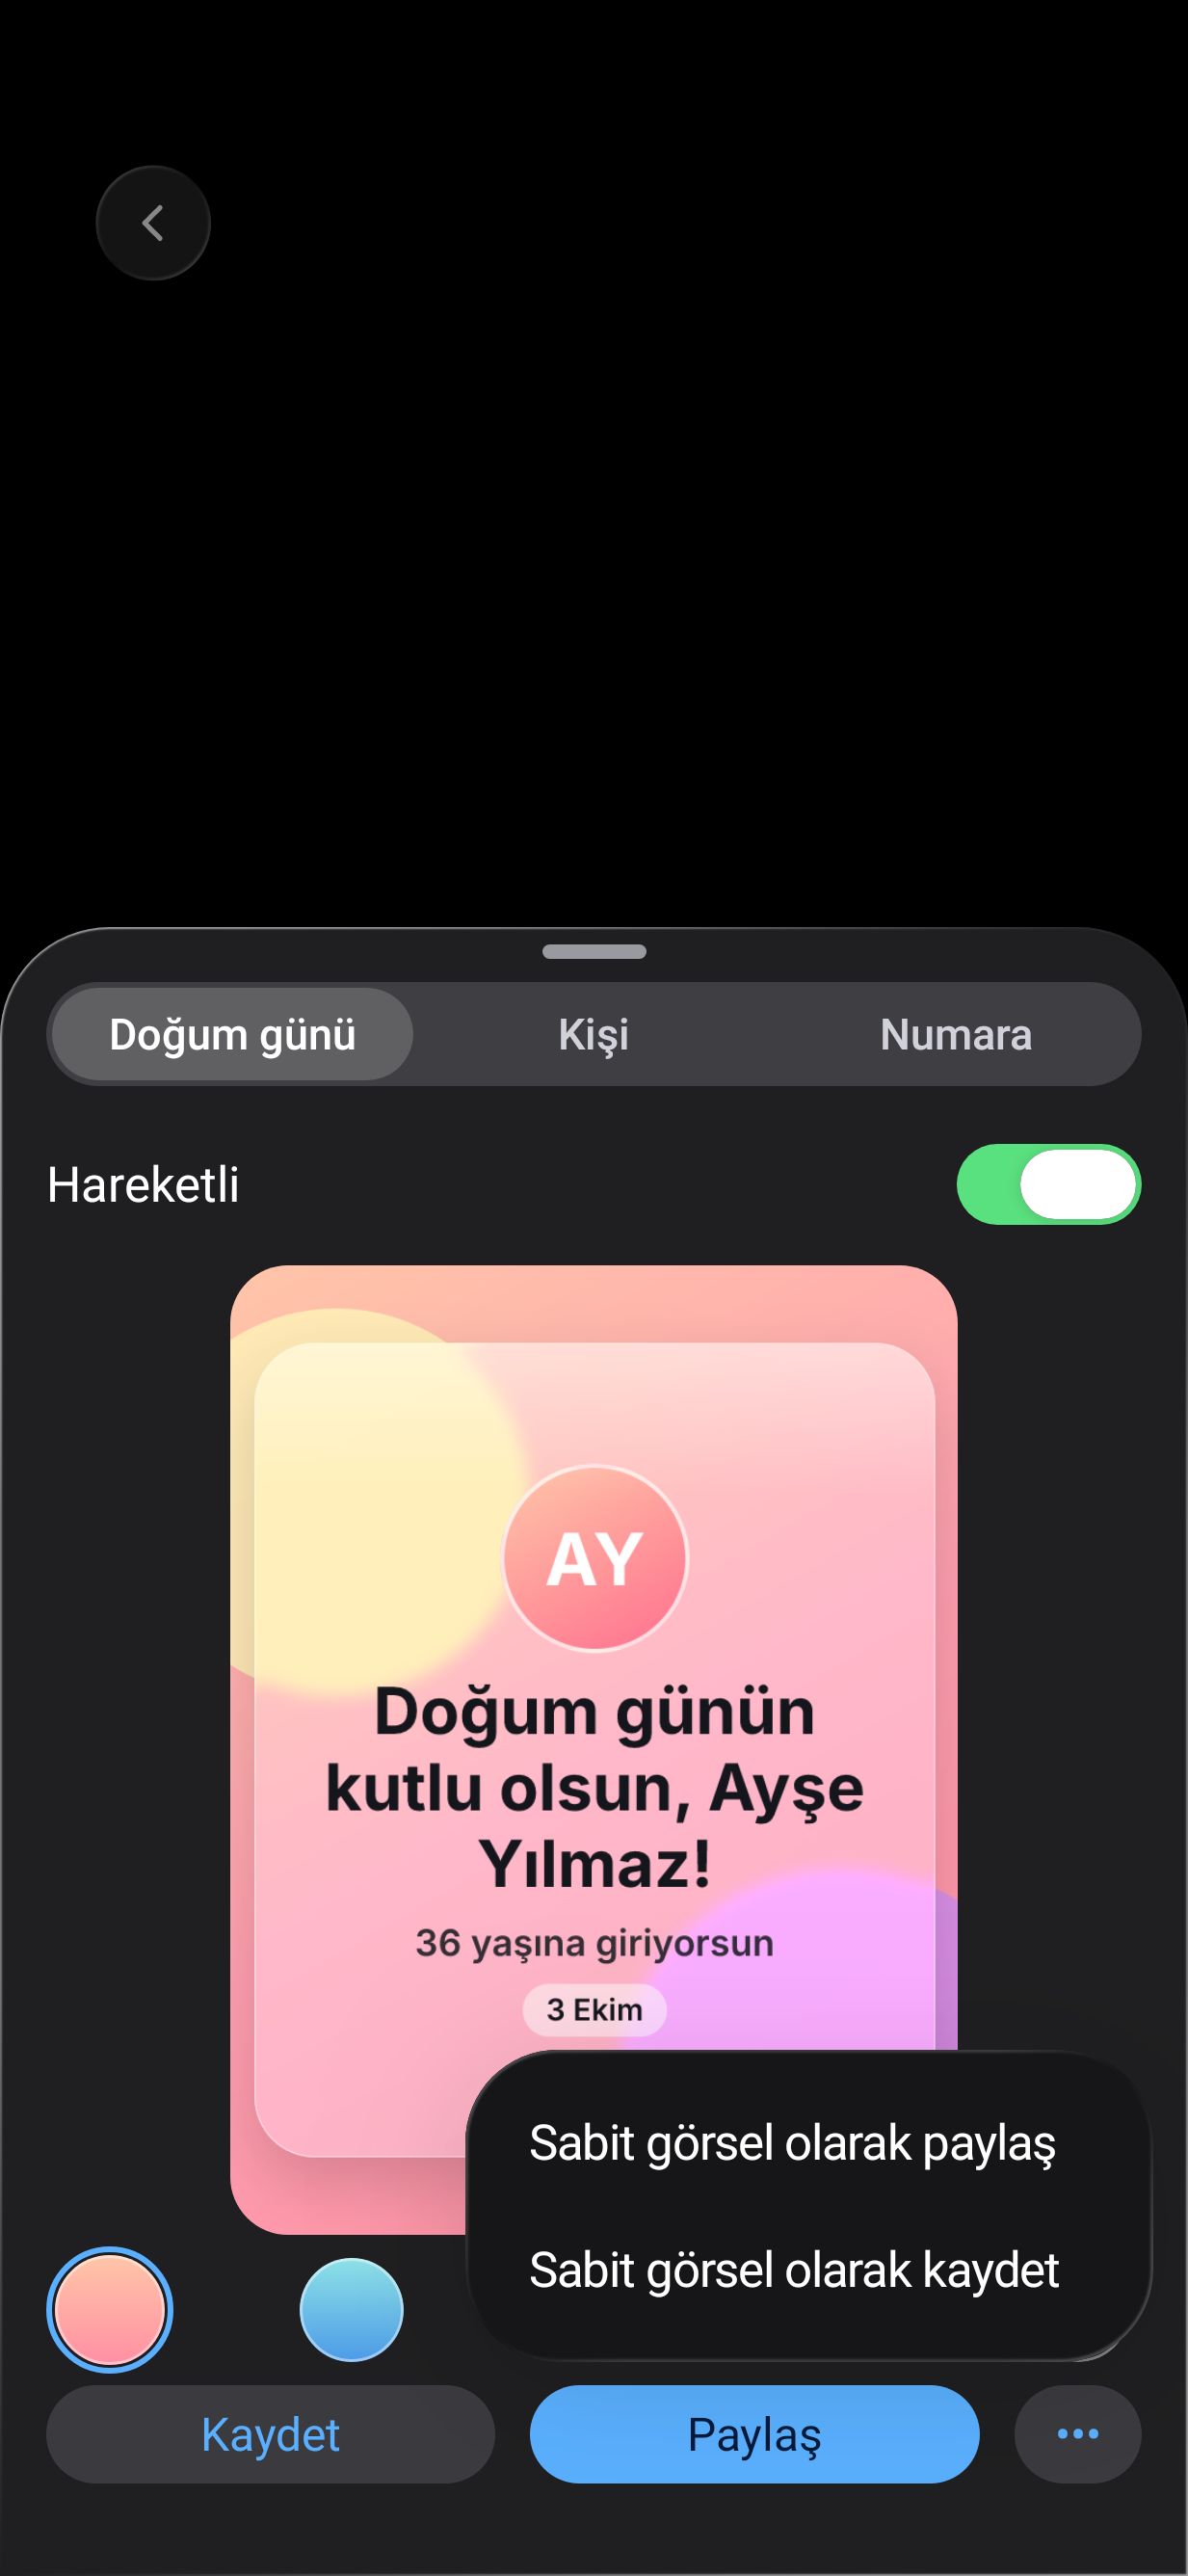 Doğum günü
Kişi
Numara
Hareketli
AY
Doğum günün
kutlu olsun, Ayşe
Yılmaz!
36 yaşına giriyorsun
3 Ekim
Sabit görsel olarak paylaş
Sabit görsel olarak kaydet
Kaydet
Paylaş